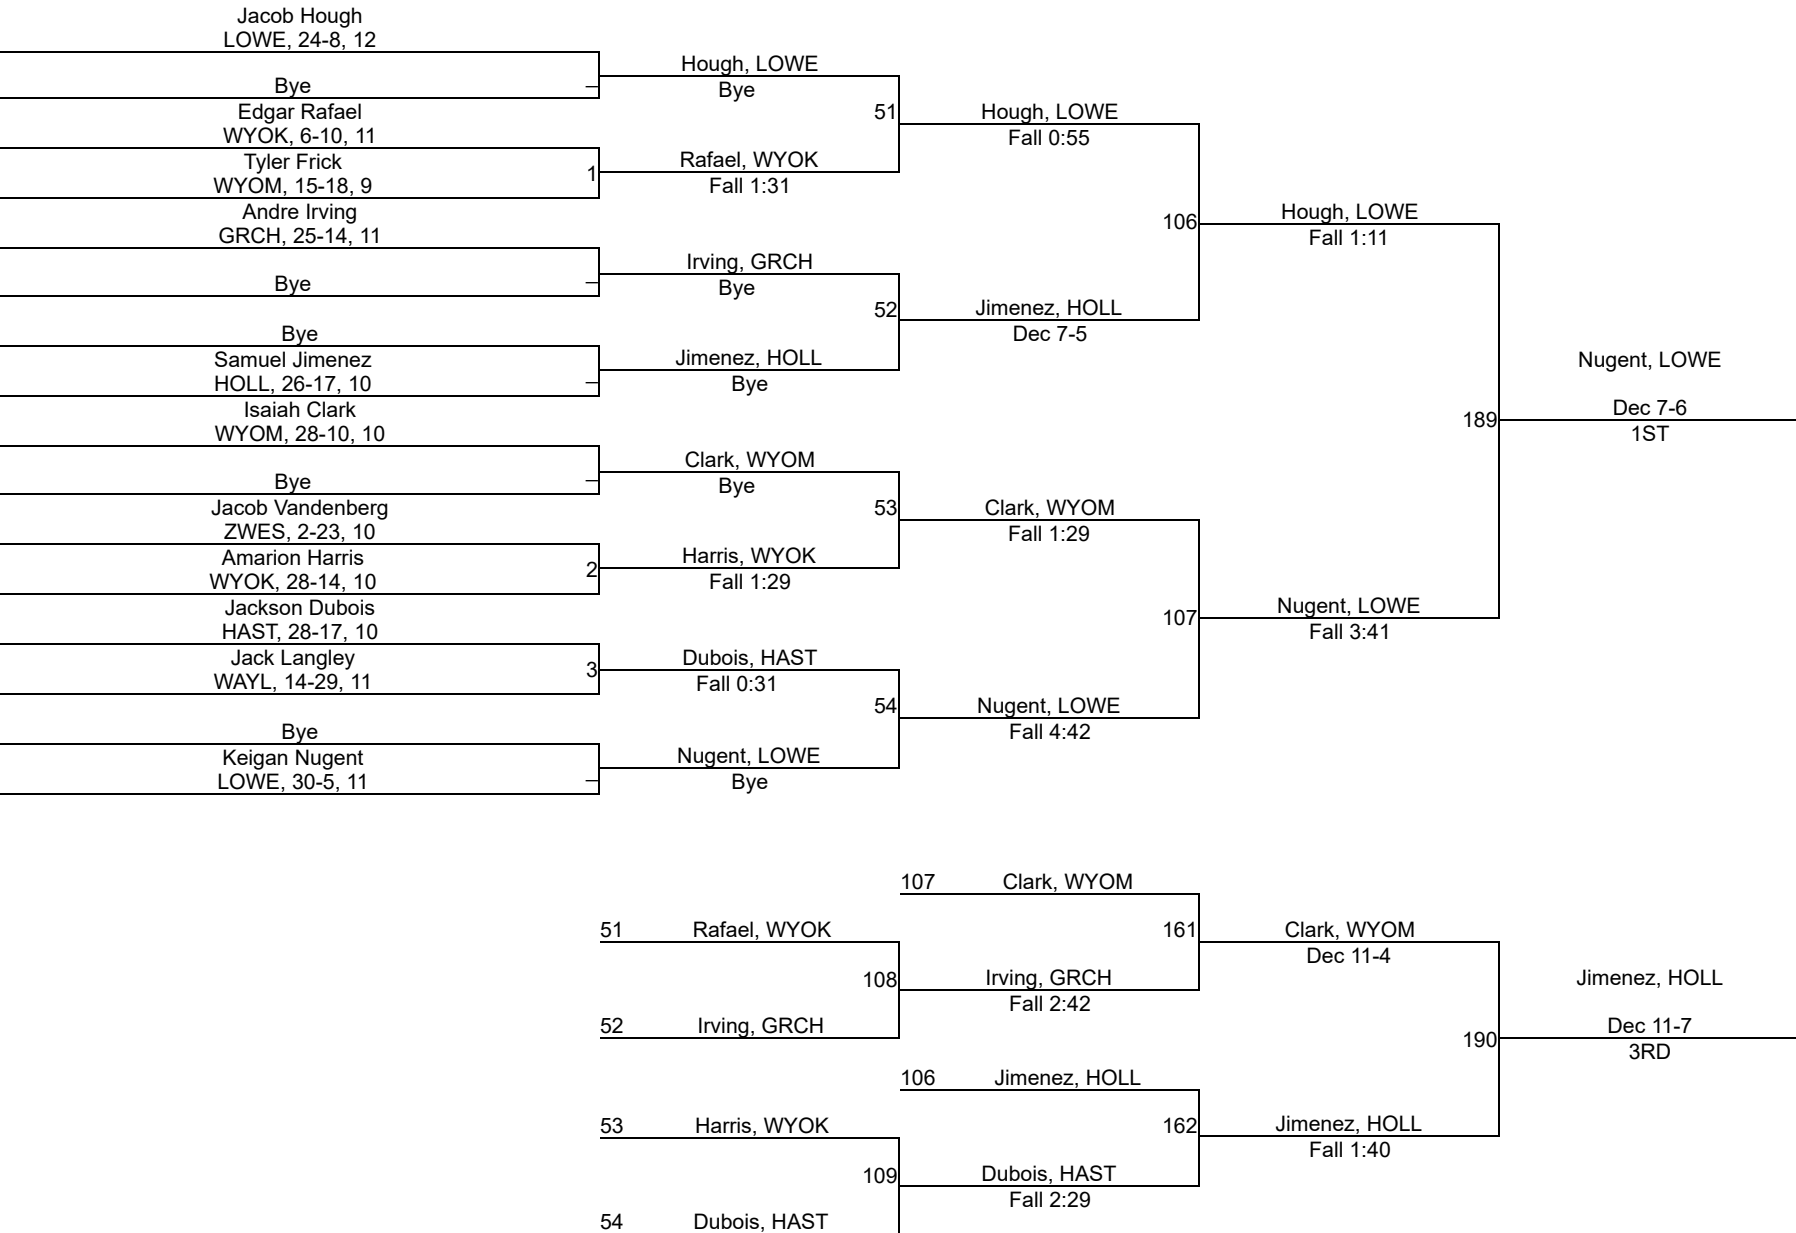 Jacob Hough
LOWE, 24-8, 12
Bye
Edgar Rafael
WYOK, 6-10, 11
Tyler Frick
WYOM, 15-18, 9
1
Andre Irving
GRCH, 25-14, 11
Bye
Bye
Samuel Jimenez
HOLL, 26-17, 10
Isaiah Clark
WYOM, 28-10, 10
Bye
Jacob Vandenberg
ZWES, 2-23, 10
Amarion Harris
WYOK, 28-14, 10
2
Jackson Dubois
HAST, 28-17, 10
Jack Langley
WAYL, 14-29, 11
3
Bye
Keigan Nugent
LOWE, 30-5, 11
Hough, LOWE
Bye
51
Rafael, WYOK
Fall 1:31
Irving, GRCH
Bye
52
Jimenez, HOLL
Bye
Clark, WYOM
Bye
53
Harris, WYOK
Fall 1:29
Dubois, HAST
Fall 0:31
54
Nugent, LOWE
Bye
Hough, LOWE
Fall 0:55
106
Jimenez, HOLL
Dec 7-5
Clark, WYOM
Fall 1:29
107
Nugent, LOWE
Fall 4:42
Hough, LOWE
Fall 1:11
189
Nugent, LOWE
Fall 3:41
Nugent, LOWE
Dec 7-6
1ST
107 Clark, WYOM
51 Rafael, WYOK
161
108
Irving, GRCH
Fall 2:42
52 Irving, GRCH
106 Jimenez, HOLL
53 Harris, WYOK
162
109
Dubois, HAST
Fall 2:29
54 Dubois, HAST
Clark, WYOM
Dec 11-4
190
Jimenez, HOLL
Fall 1:40
Jimenez, HOLL
Dec 11-7
3RD